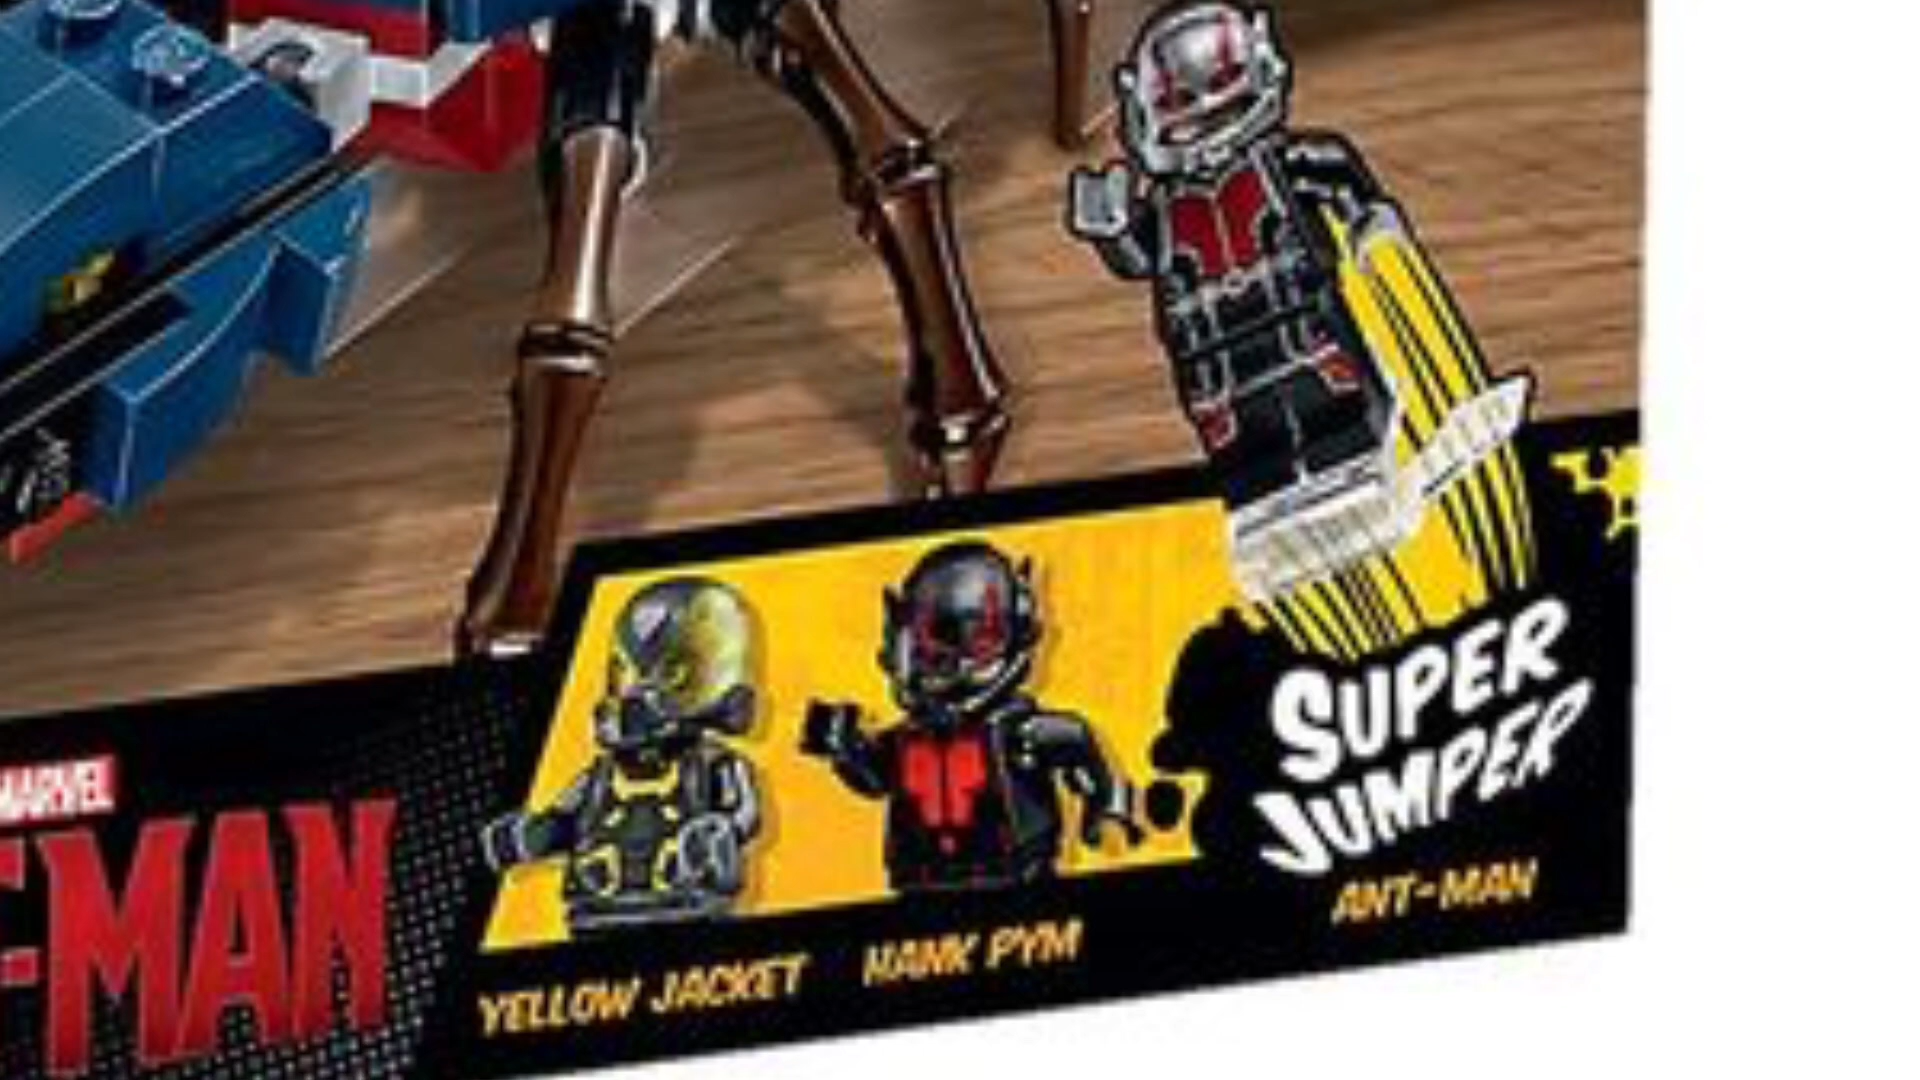 MARVEL
-MAN
SUPER
JUMPER
ANT-MAN
YELLOW JACKET
HANK PYM